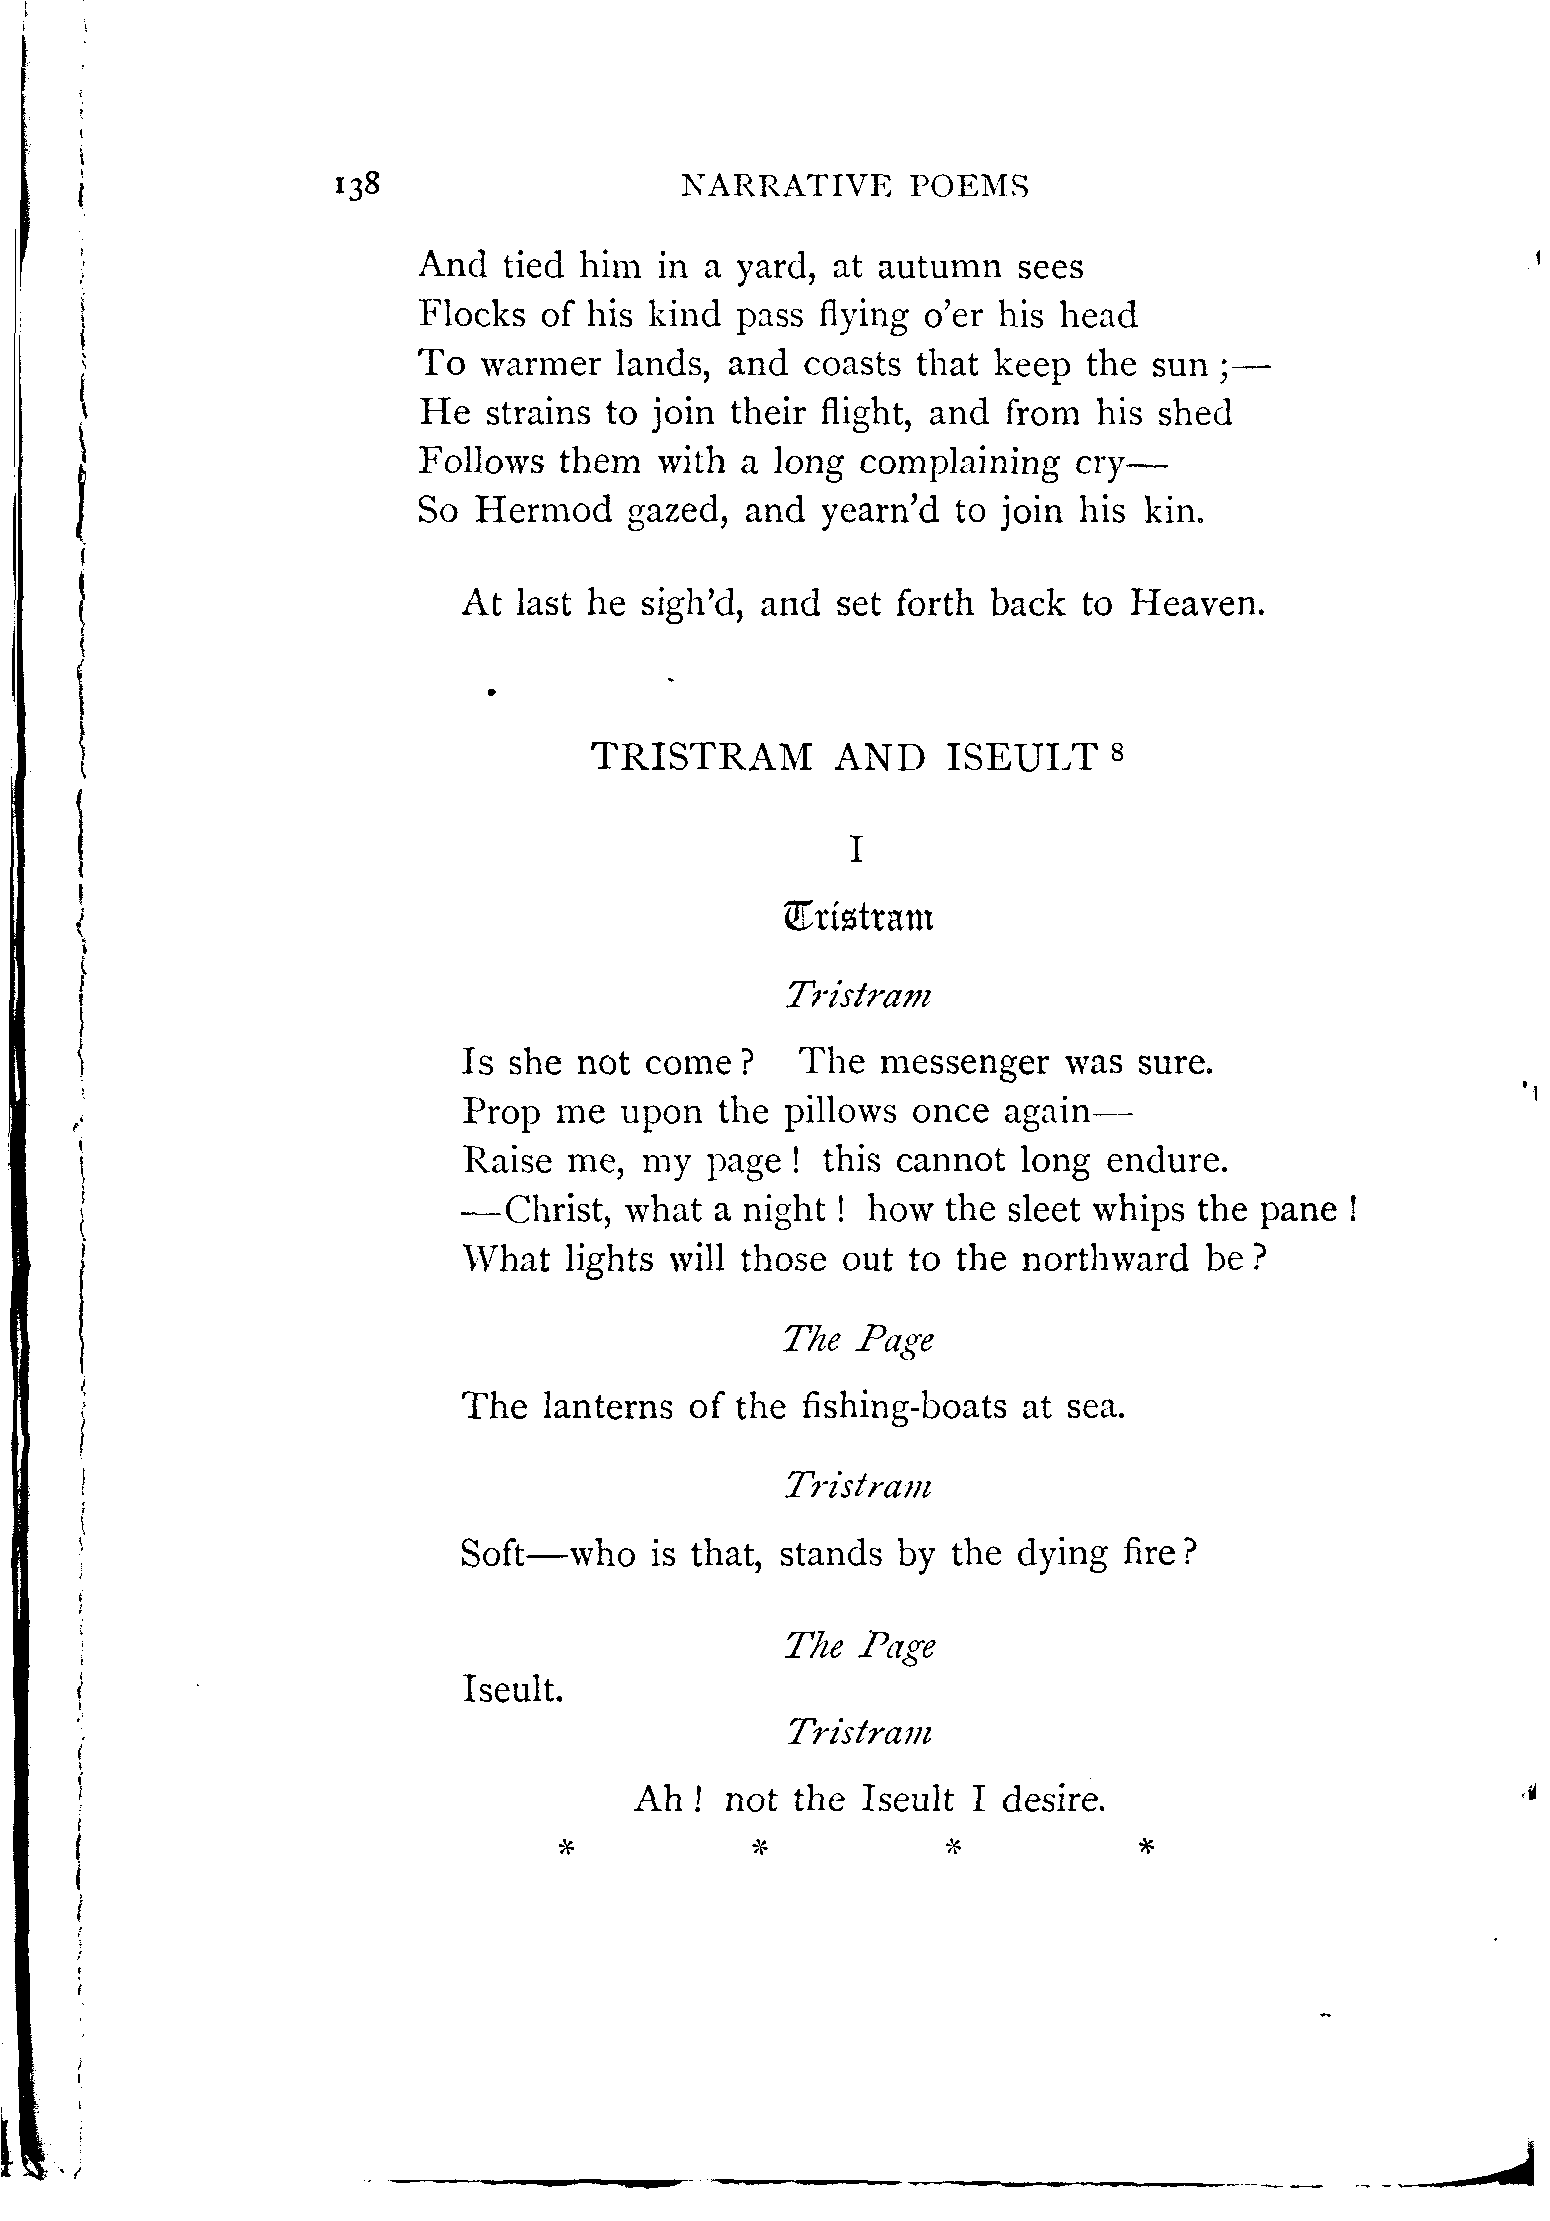 138 NARRATIVE POEMS
And tied him in a yard, at autumn sees
Flocks of his kind pass flying o'er his head
To warmer lands, and coasts that keep the sun ;—
He strains to join their flight, and from his shed
Follows them with a long complaining cry—
So Hermod gazed, and yearn'd to join his kin.
At last he sigh'd, and set forth back to Heaven.
TRISTRAM AND ISEULT 8
I
Tristram
Tristram
Is she not come ? The messenger was sure.
Prop me upon the pillows once again—
Raise me, my page ! this cannot long endure.
—Christ, what a night ! how the sleet whips the pane !
What lights will those out to the northward be ?
The Page
The lanterns of the fishing-boats at sea.
Tristram
Soft—who is that, stands by the dying fire ?
The Page
Iseult.
Tristram
Ah ! not the Iseult I desire.
* * * *